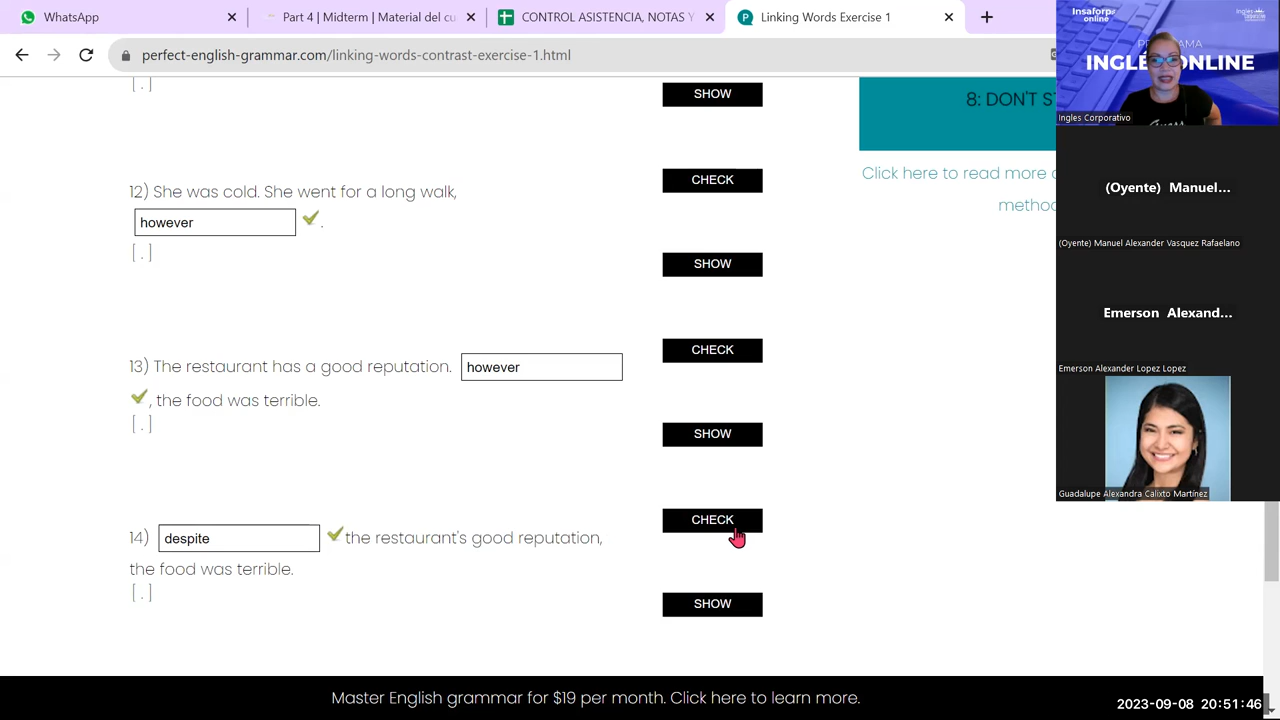 WhatsApp
Part 4 | Midterm | Material del cu
CONTROL ASISTENCIA, NOTAS Y
Linking Words Exercise 1
perfect-english-grammar.com/linking-words-contrast-exercise-1.html
[ . ]
SHOW
8: DON'T ST
Click here to read more
metho
12) She was cold. She went for a long walk,
however
.
[ . ]
CHECK
SHOW
13) The restaurant has a good reputation. however
, the food was terrible.
[ . ]
CHECK
SHOW
14) despite the restaurant's good reputation,
the food was terrible.
[ . ]
CHECK
SHOW
Master English grammar for $19 per month. Click here to learn more.
Insaforp
online
Inglés
INGLÉS ONLINE
Ingles Corporativo
(Oyente) Manuel...
(Oyente) Manuel Alexander Vasquez Rafaelano
Emerson Alexand...
Emerson Alexander Lopez Lopez
Guadalupe Alexandra Calixto Martínez
2023-09-08 20:51:46